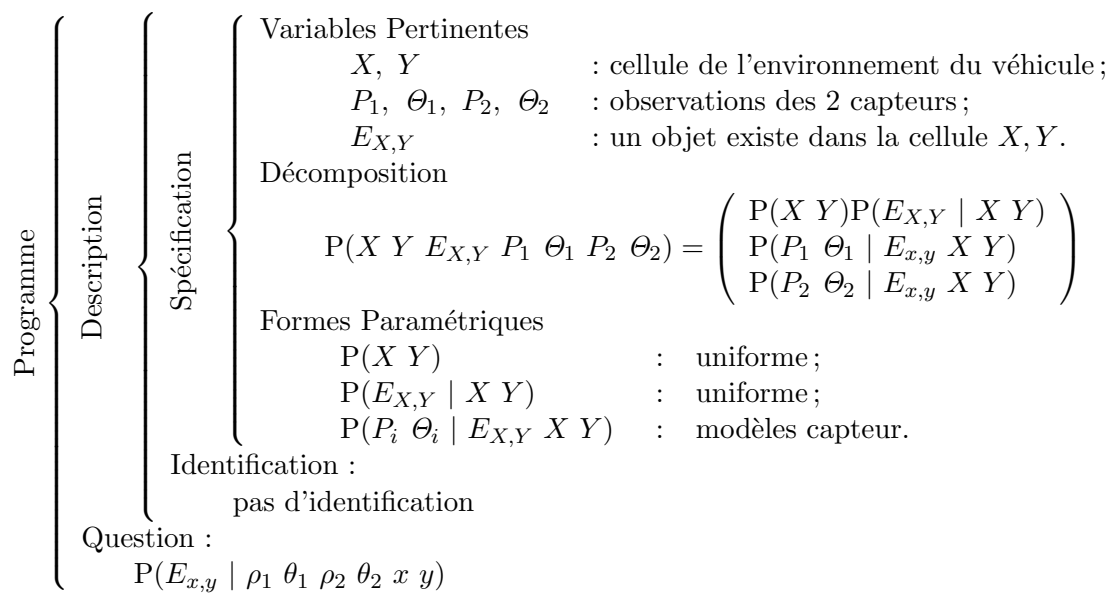 Programme
Description
Spécification
Variables Pertinentes
X, Y : cellule de l'environnement du véhicule ;
P₁, Θ₁, P₂, Θ₂ : observations des 2 capteurs ;
E_{X,Y} : un objet existe dans la cellule X, Y.
Décomposition
P(X Y)P(E_{X,Y} | X Y)
P(X Y E_{X,Y} P₁ Θ₁ P₂ Θ₂) = P(P₁ Θ₁ | E_{x,y} X Y)
P(P₂ Θ₂ | E_{x,y} X Y)
Formes Paramétriques
P(X Y) : uniforme ;
P(E_{X,Y} | X Y) : uniforme ;
P(P_i Θ_i | E_{X,Y} X Y) : modèles capteur.
Identification :
pas d'identification
Question :
P(E_{x,y} | ρ₁ θ₁ ρ₂ θ₂ x y)